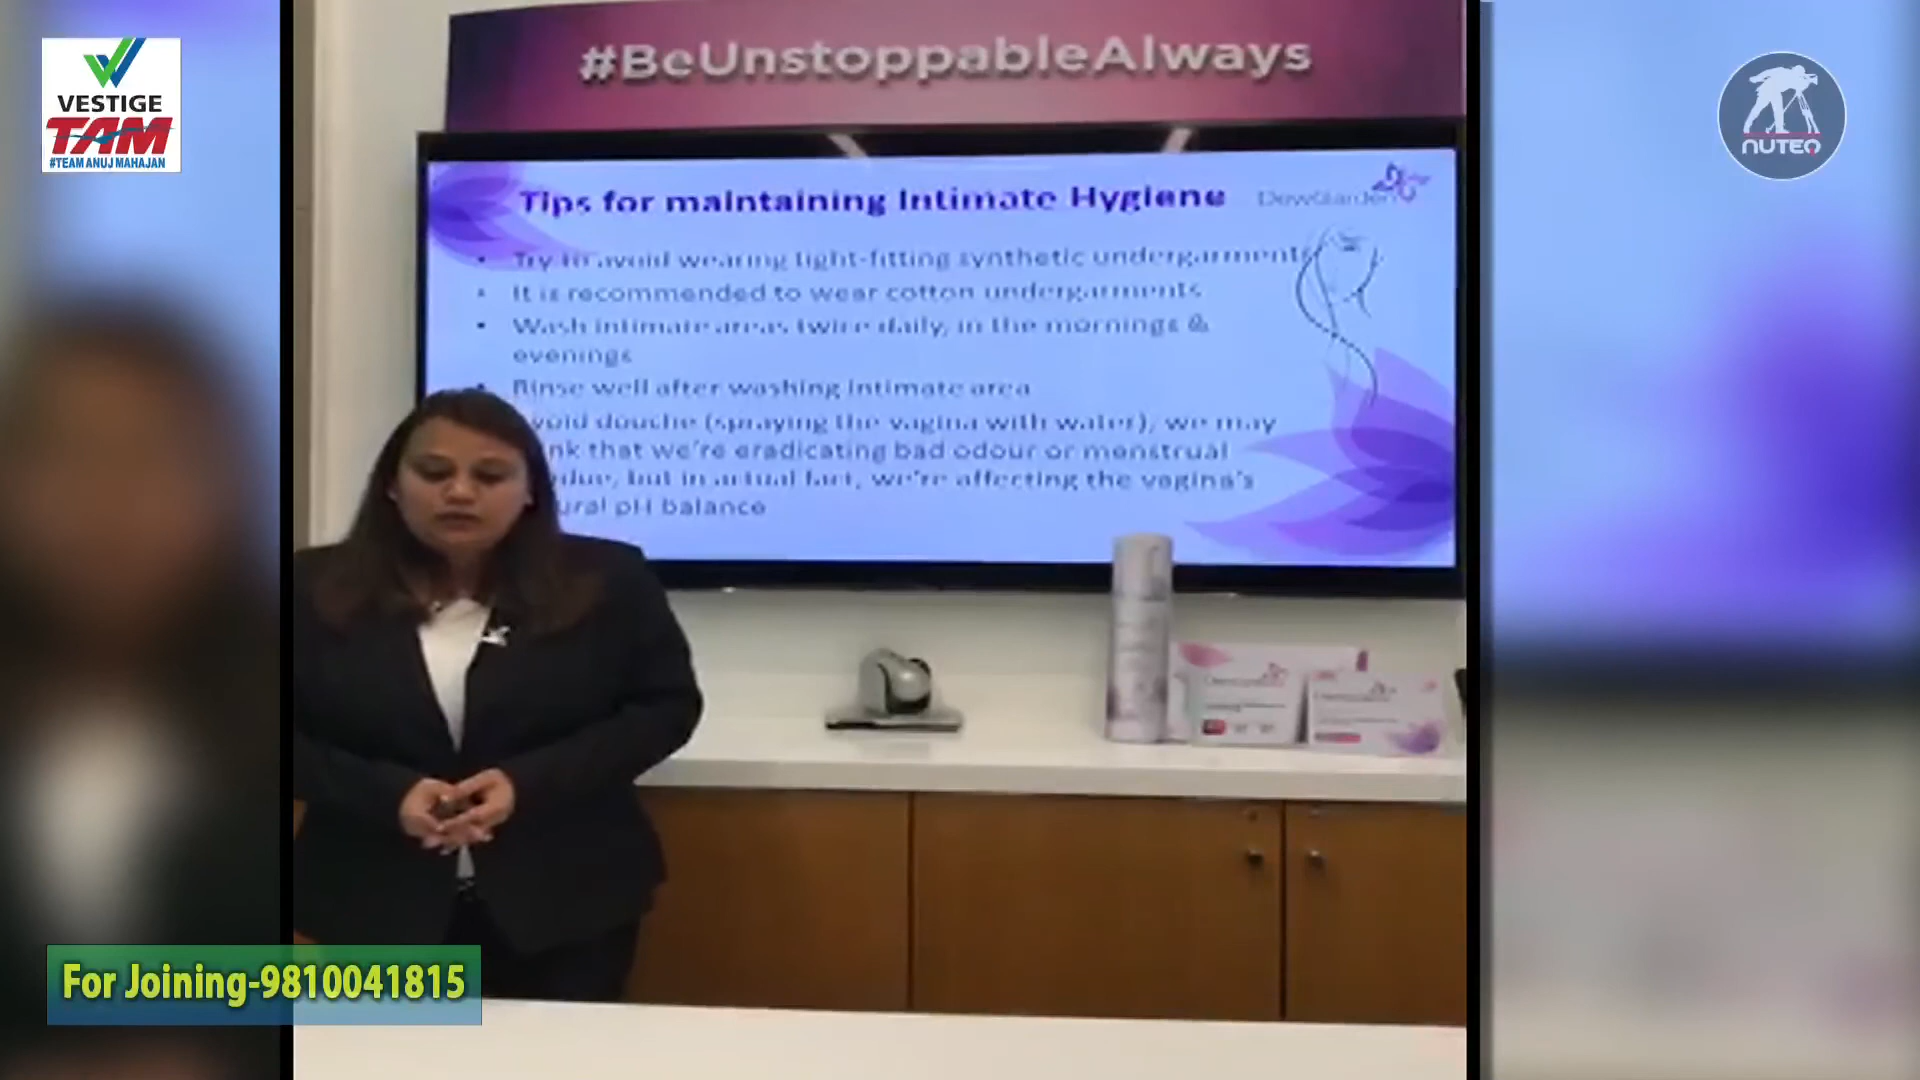 #BeUnstoppableAlways
VESTIGE
TAM
#TEAM ANUJ MAHAJAN
NUTEQ
Tips for maintaining Intimate Hygiene
DewGarden
Try to avoid wearing tight-fitting synthetic undergarments
It is recommended to wear cotton undergarments
Wash intimate areas twice daily, in the mornings &
evenings
Rinse well after washing intimate area
void douche (spraying the vagina with water), we may
nk that we're eradicating bad odour or menstrual
due, but in actual fact, we're affecting the vagina's
ural pH balance
For Joining-9810041815